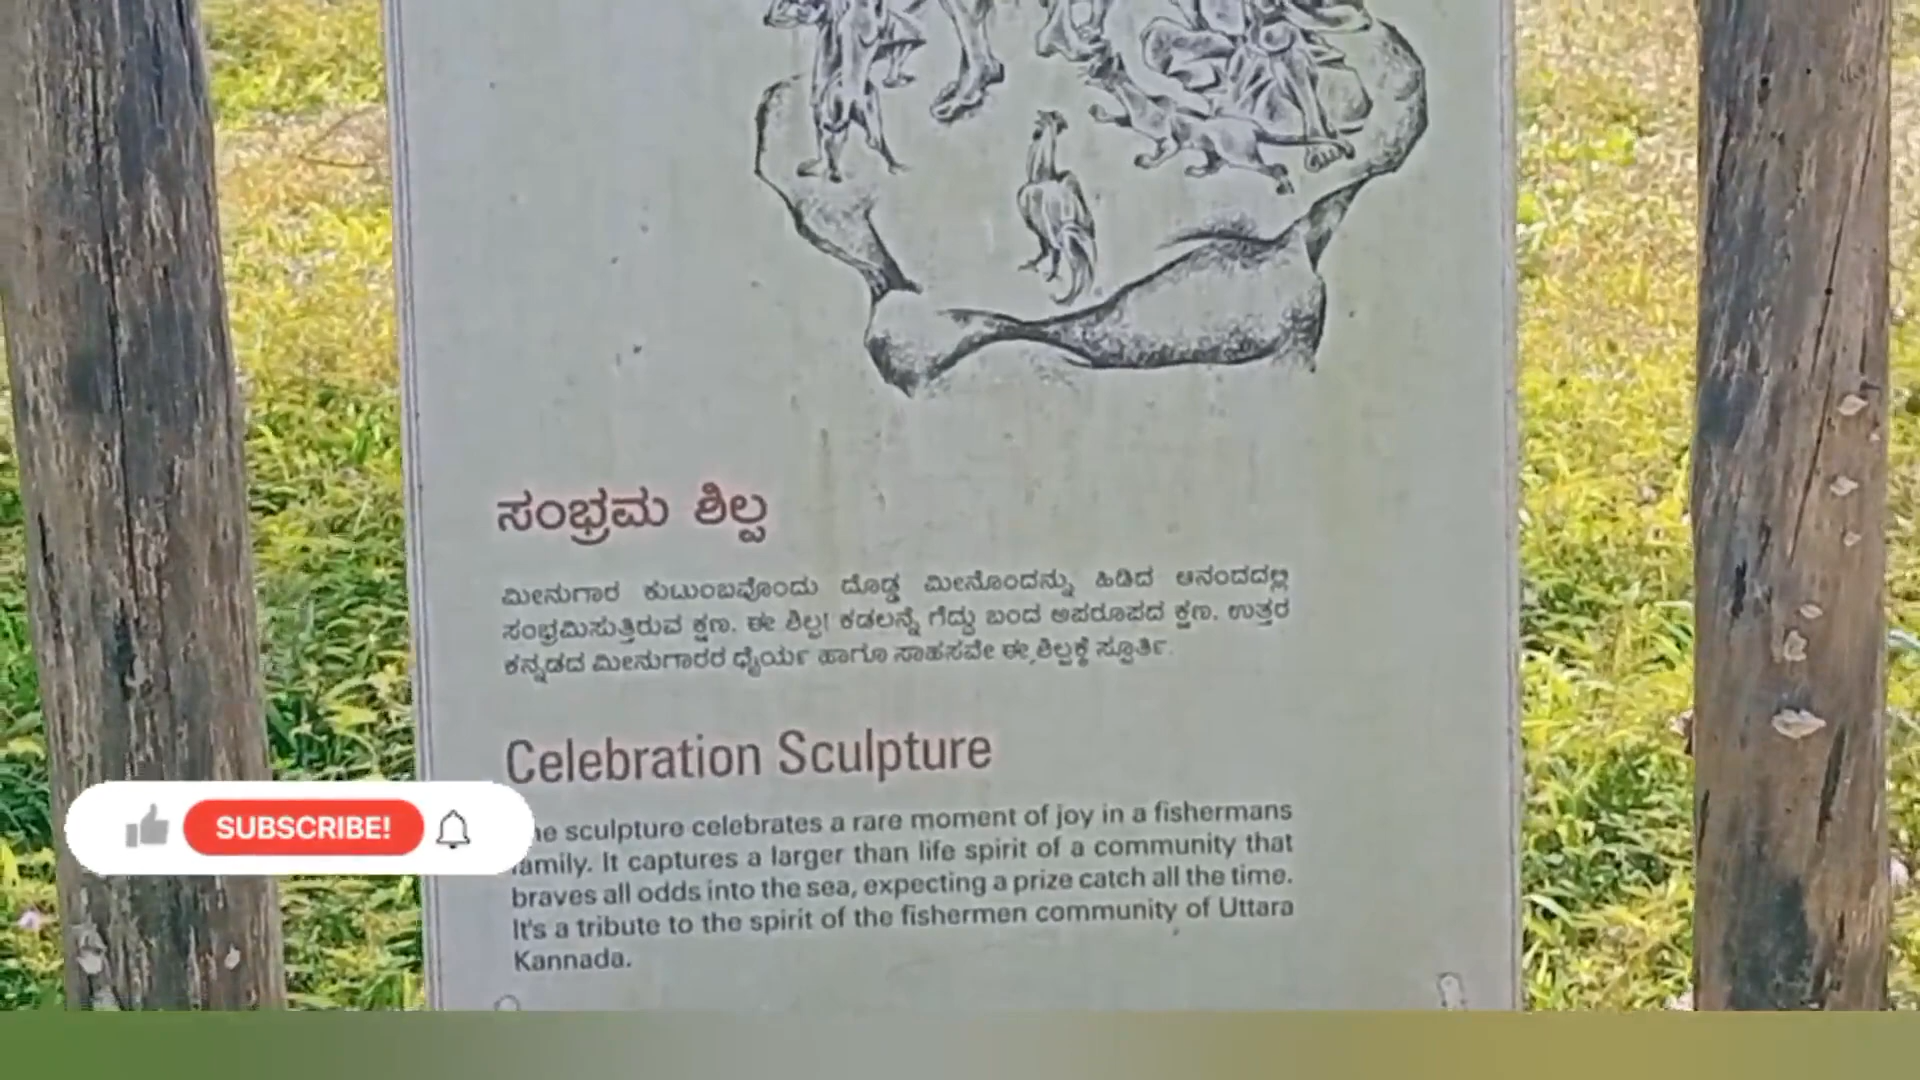 ಸಂಭ್ರಮ ಶಿಲ್ಪ
ಮೀನುಗಾರ ಕುಟುಂಬವೊಂದು ದೊಡ್ಡ ಮೀನೊಂದನ್ನು ಹಿಡಿದ ಆನಂದದಲ್ಲಿ
ಸಂಭ್ರಮಿಸುತ್ತಿರುವ ಕ್ಷಣ. ಈ ಶಿಲ್ಪ! ಕಡಲನ್ನೆ ಗೆದ್ದು ಬಂದ ಅಪರೂಪದ ಕ್ಷಣ. ಉತ್ತರ
ಕನ್ನಡದ ಮೀನುಗಾರರ ಧೈರ್ಯ ಹಾಗೂ ಸಾಹಸವೇ ಈ ಶಿಲ್ಪಕ್ಕೆ ಸ್ಪೂರ್ತಿ.
Celebration Sculpture
sculpture celebrates a rare moment of joy in a fishermans
family. It captures a larger than life spirit of a community that
braves all odds into the sea, expecting a prize catch all the time.
It's a tribute to the spirit of the fishermen community of Uttara
Kannada.
SUBSCRIBE!